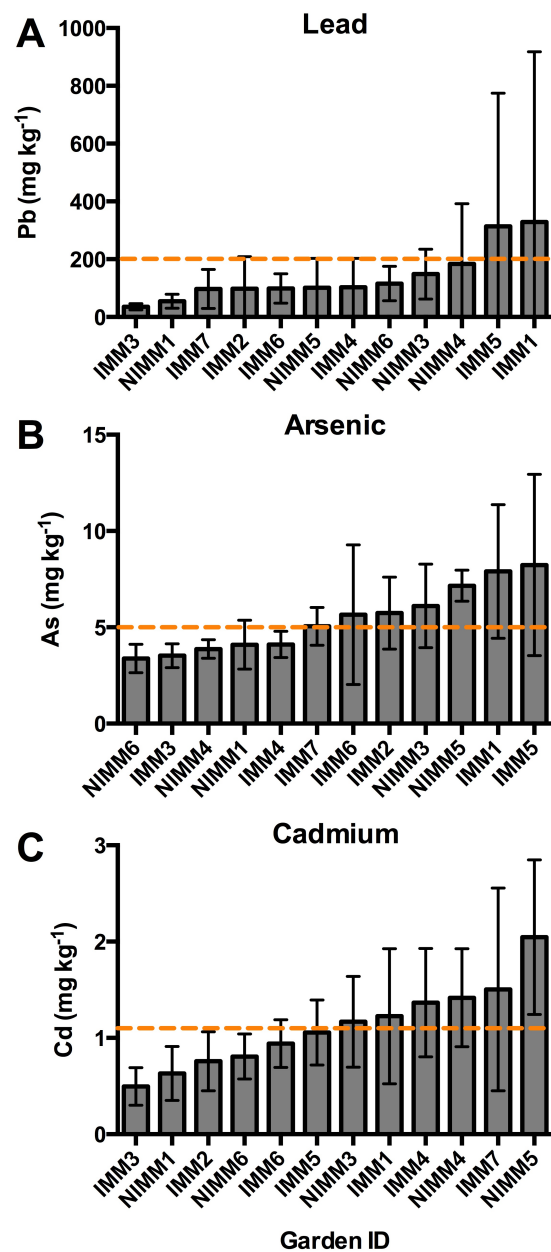 A
Lead
Pb (mg kg⁻¹)
1000
800
600
400
200
0
IMM3
NIMM1
IMM7
IMM2
IMM6
NIMM5
IMM4
NIMM6
NIMM3
NIMM4
IMM5
IMM1
B
Arsenic
As (mg kg⁻¹)
15
10
5
0
NIMM6
IMM3
NIMM4
NIMM1
IMM4
IMM7
IMM6
IMM2
NIMM3
NIMM5
IMM1
IMM5
C
Cadmium
Cd (mg kg⁻¹)
3
2
1
0
IMM3
NIMM1
IMM2
NIMM6
IMM6
IMM5
NIMM3
IMM1
IMM4
NIMM4
IMM7
NIMM5
Garden ID